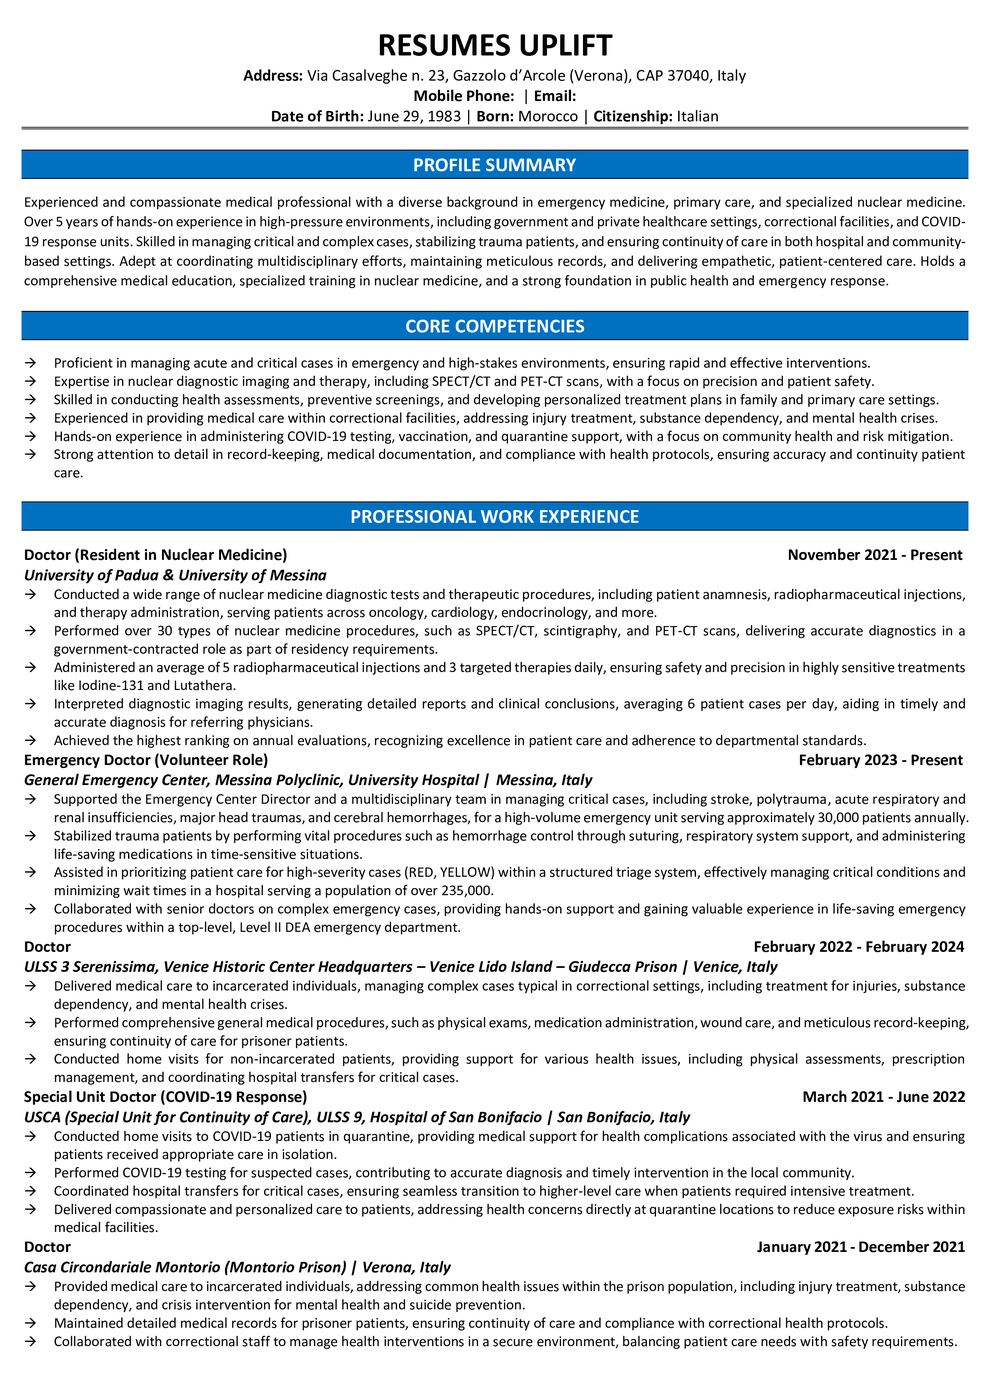 RESUMES UPLIFT
Address: Via Casalveghe n. 23, Gazzolo d’Arcole (Verona), CAP 37040, Italy
Mobile Phone: | Email:
Date of Birth: June 29, 1983 | Born: Morocco | Citizenship: Italian
PROFILE SUMMARY
Experienced and compassionate medical professional with a diverse background in emergency medicine, primary care, and specialized nuclear medicine.
Over 5 years of hands-on experience in high-pressure environments, including government and private healthcare settings, correctional facilities, and COVID-
19 response units. Skilled in managing critical and complex cases, stabilizing trauma patients, and ensuring continuity of care in both hospital and community-
based settings. Adept at coordinating multidisciplinary efforts, maintaining meticulous records, and delivering empathetic, patient-centered care. Holds a
comprehensive medical education, specialized training in nuclear medicine, and a strong foundation in public health and emergency response.
CORE COMPETENCIES
→ Proficient in managing acute and critical cases in emergency and high-stakes environments, ensuring rapid and effective interventions.
→ Expertise in nuclear diagnostic imaging and therapy, including SPECT/CT and PET-CT scans, with a focus on precision and patient safety.
→ Skilled in conducting health assessments, preventive screenings, and developing personalized treatment plans in family and primary care settings.
→ Experienced in providing medical care within correctional facilities, addressing injury treatment, substance dependency, and mental health crises.
→ Hands-on experience in administering COVID-19 testing, vaccination, and quarantine support, with a focus on community health and risk mitigation.
→ Strong attention to detail in record-keeping, medical documentation, and compliance with health protocols, ensuring accuracy and continuity patient
care.
PROFESSIONAL WORK EXPERIENCE
Doctor (Resident in Nuclear Medicine) November 2021 - Present
University of Padua & University of Messina
→ Conducted a wide range of nuclear medicine diagnostic tests and therapeutic procedures, including patient anamnesis, radiopharmaceutical injections,
and therapy administration, serving patients across oncology, cardiology, endocrinology, and more.
→ Performed over 30 types of nuclear medicine procedures, such as SPECT/CT, scintigraphy, and PET-CT scans, delivering accurate diagnostics in a
government-contracted role as part of residency requirements.
→ Administered an average of 5 radiopharmaceutical injections and 3 targeted therapies daily, ensuring safety and precision in highly sensitive treatments
like Iodine-131 and Lutathera.
→ Interpreted diagnostic imaging results, generating detailed reports and clinical conclusions, averaging 6 patient cases per day, aiding in timely and
accurate diagnosis for referring physicians.
→ Achieved the highest ranking on annual evaluations, recognizing excellence in patient care and adherence to departmental standards.
Emergency Doctor (Volunteer Role) February 2023 - Present
General Emergency Center, Messina Polyclinic, University Hospital | Messina, Italy
→ Supported the Emergency Center Director and a multidisciplinary team in managing critical cases, including stroke, polytrauma, acute respiratory and
renal insufficiencies, major head traumas, and cerebral hemorrhages, for a high-volume emergency unit serving approximately 30,000 patients annually.
→ Stabilized trauma patients by performing vital procedures such as hemorrhage control through suturing, respiratory system support, and administering
life-saving medications in time-sensitive situations.
→ Assisted in prioritizing patient care for high-severity cases (RED, YELLOW) within a structured triage system, effectively managing critical conditions and
minimizing wait times in a hospital serving a population of over 235,000.
→ Collaborated with senior doctors on complex emergency cases, providing hands-on support and gaining valuable experience in life-saving emergency
procedures within a top-level, Level II DEA emergency department.
Doctor February 2022 - February 2024
ULSS 3 Serenissima, Venice Historic Center Headquarters – Venice Lido Island – Giudecca Prison | Venice, Italy
→ Delivered medical care to incarcerated individuals, managing complex cases typical in correctional settings, including treatment for injuries, substance
dependency, and mental health crises.
→ Performed comprehensive general medical procedures, such as physical exams, medication administration, wound care, and meticulous record-keeping,
ensuring continuity of care for prisoner patients.
→ Conducted home visits for non-incarcerated patients, providing support for various health issues, including physical assessments, prescription
management, and coordinating hospital transfers for critical cases.
Special Unit Doctor (COVID-19 Response) March 2021 - June 2022
USCA (Special Unit for Continuity of Care), ULSS 9, Hospital of San Bonifacio | San Bonifacio, Italy
→ Conducted home visits to COVID-19 patients in quarantine, providing medical support for health complications associated with the virus and ensuring
patients received appropriate care in isolation.
→ Performed COVID-19 testing for suspected cases, contributing to accurate diagnosis and timely intervention in the local community.
→ Coordinated hospital transfers for critical cases, ensuring seamless transition to higher-level care when patients required intensive treatment.
→ Delivered compassionate and personalized care to patients, addressing health concerns directly at quarantine locations to reduce exposure risks within
medical facilities.
Doctor January 2021 - December 2021
Casa Circondariale Montorio (Montorio Prison) | Verona, Italy
→ Provided medical care to incarcerated individuals, addressing common health issues within the prison population, including injury treatment, substance
dependency, and crisis intervention for mental health and suicide prevention.
→ Maintained detailed medical records for prisoner patients, ensuring continuity of care and compliance with correctional health protocols.
→ Collaborated with correctional staff to manage health interventions in a secure environment, balancing patient care needs with safety requirements.